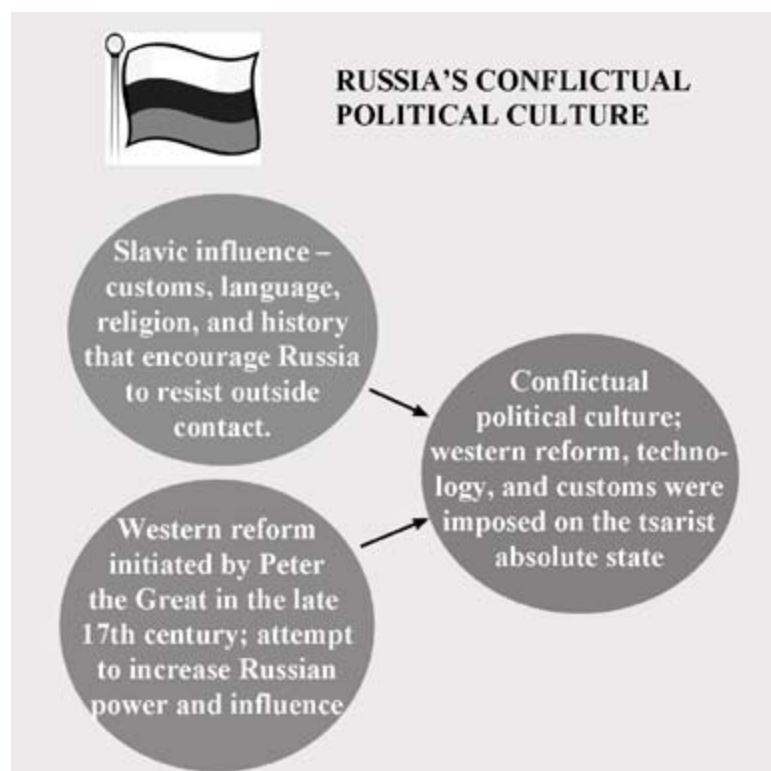 RUSSIA'S CONFLICTUAL
POLITICAL CULTURE
Slavic influence –
customs, language,
religion, and history
that encourage Russia
to resist outside
contact.
Conflictual
political culture;
western reform, techno-
logy, and customs were
imposed on the tsarist
absolute state
Western reform
initiated by Peter
the Great in the late
17th century; attempt
to increase Russian
power and influence